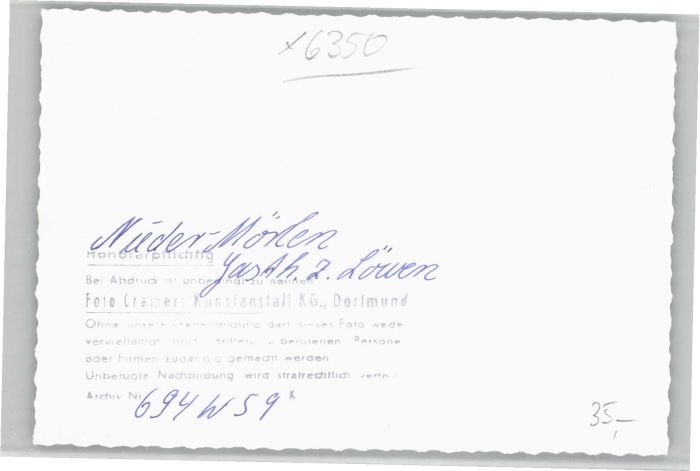 x6350
Nieder-Mörlen
Honorarpflichtig
Gasth. z. Löwen
Bei Abdruck ist unbedingt zu nennen
Foto Cramers Kunstanstalt KG., Dortmund
Ohne unsere Genehmigung darf dieses Foto weder
vervielfältigt noch dritten, unberufenen Persone
oder Firmen zugängig gemacht werden.
Unbefugte Nachbildung wird strafrechtlich
Archiv Nr. 694 W 59 K
35,-